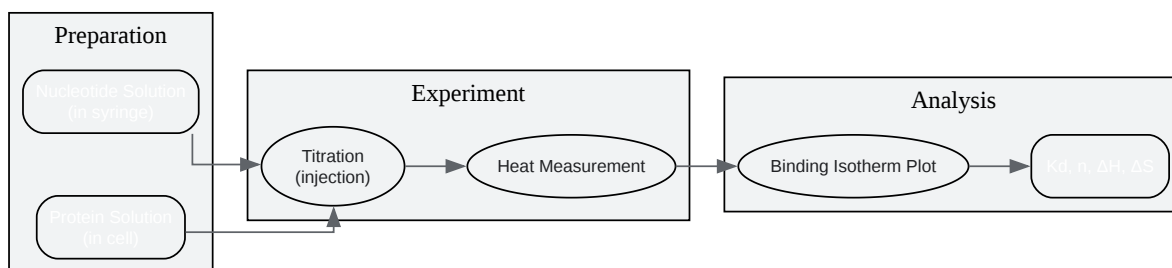 Preparation
Nucleotide Solution
(in syringe)
Protein Solution
(in cell)
Experiment
Titration
(injection)
Heat Measurement
Analysis
Binding Isotherm Plot
Kd, n, ΔH, ΔS